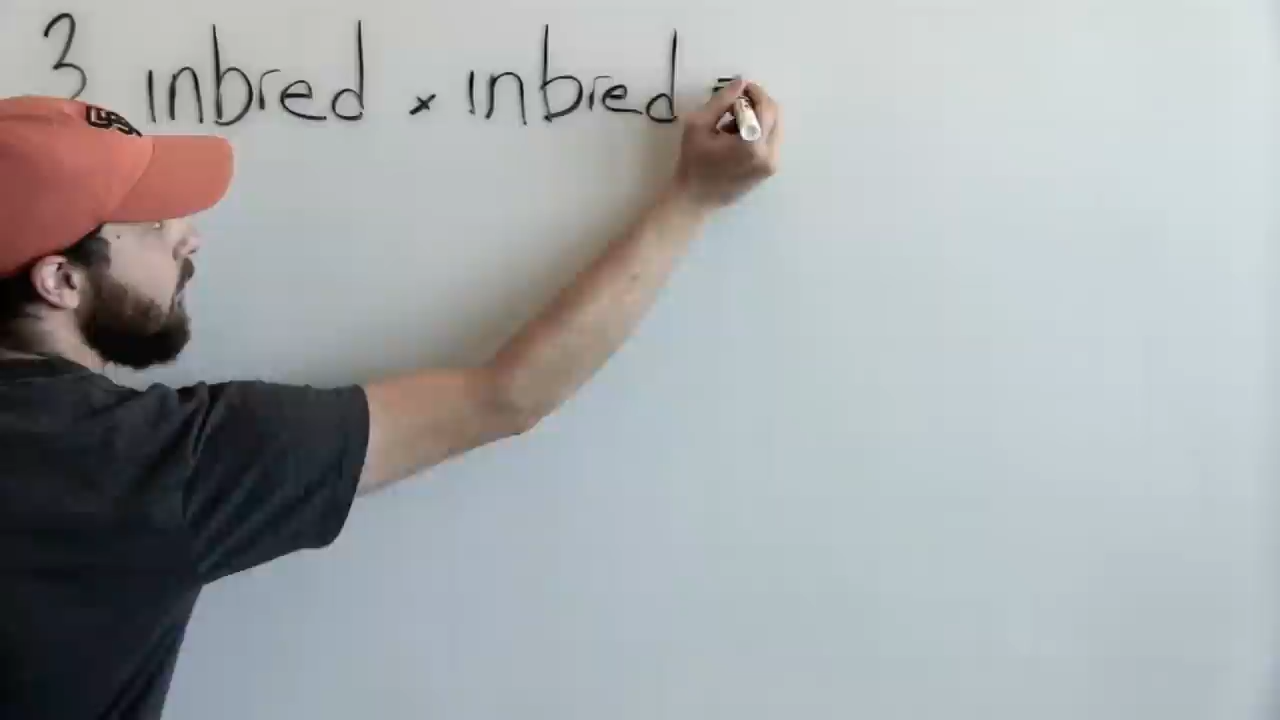 3 inbred × inbred =